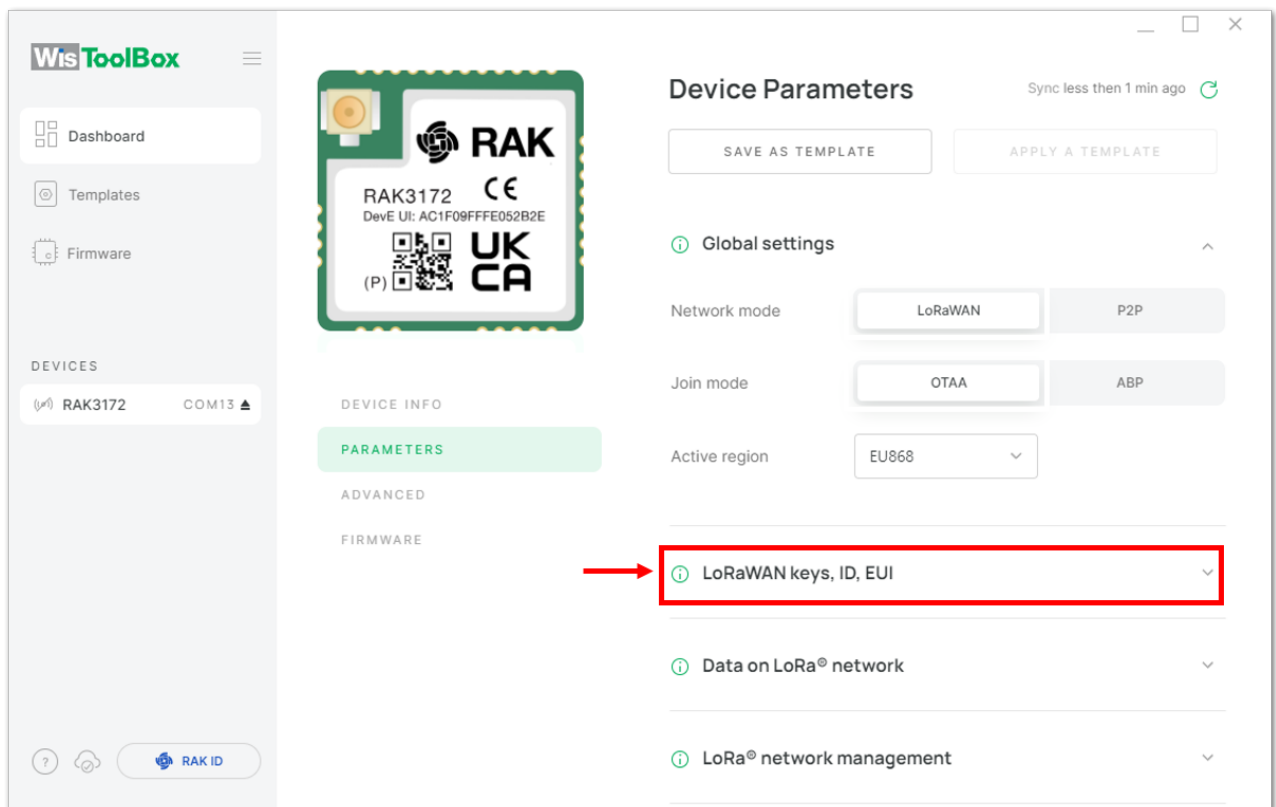 WisToolBox
Dashboard
Templates
Firmware
DEVICES
RAK3172 COM13
RAK ID
RAK
RAK3172 CE
DevE UI: AC1F09FFFE052B2E
UK
CA
(P)
DEVICE INFO
PARAMETERS
ADVANCED
FIRMWARE
Device Parameters
Sync less then 1 min ago
SAVE AS TEMPLATE APPLY A TEMPLATE
Global settings
Network mode LoRaWAN P2P
Join mode OTAA ABP
Active region EU868
LoRaWAN keys, ID, EUI
Data on LoRa® network
LoRa® network management